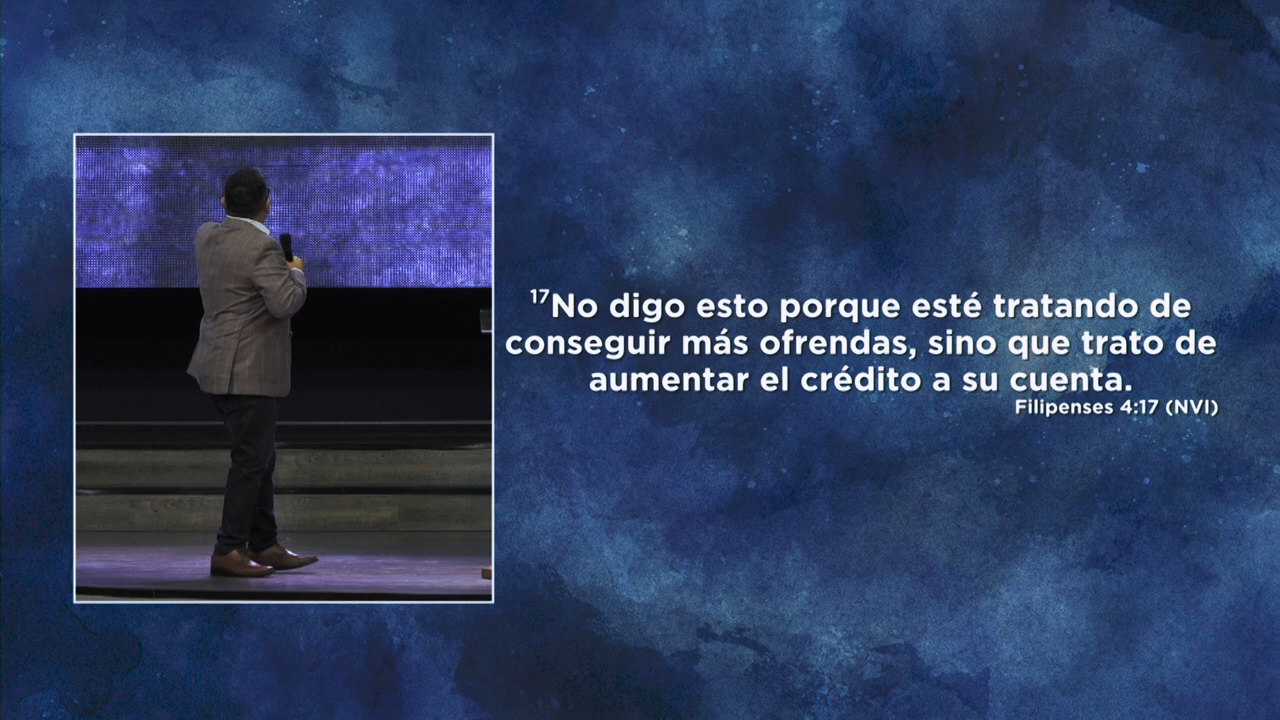 ¹⁷No digo esto porque esté tratando de
conseguir más ofrendas, sino que trato de
aumentar el crédito a su cuenta.
Filipenses 4:17 (NVI)